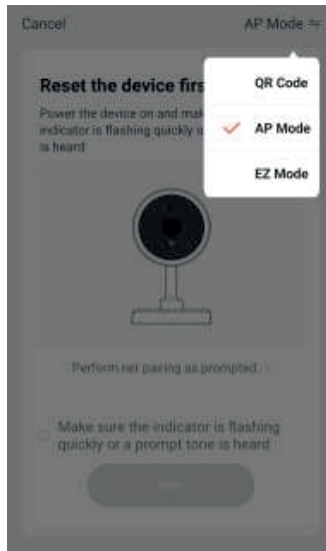 Cancel
AP Mode ⇋
QR Code
AP Mode
EZ Mode
Reset the device firs
Power the device on and mak
indicator is flashing quickly o
is heard
Perform net pairing as prompted. ›
Make sure the indicator is flashing
quickly or a prompt tone is heard